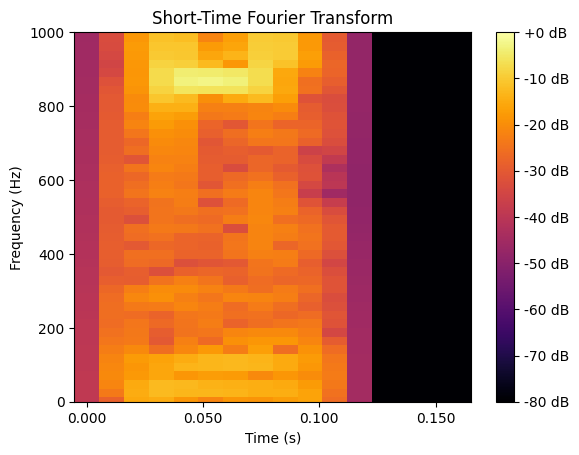 Short-Time Fourier Transform
1000
800
600
400
200
0
Frequency (Hz)
0.000
0.050
0.100
0.150
Time (s)
+0 dB
-10 dB
-20 dB
-30 dB
-40 dB
-50 dB
-60 dB
-70 dB
-80 dB